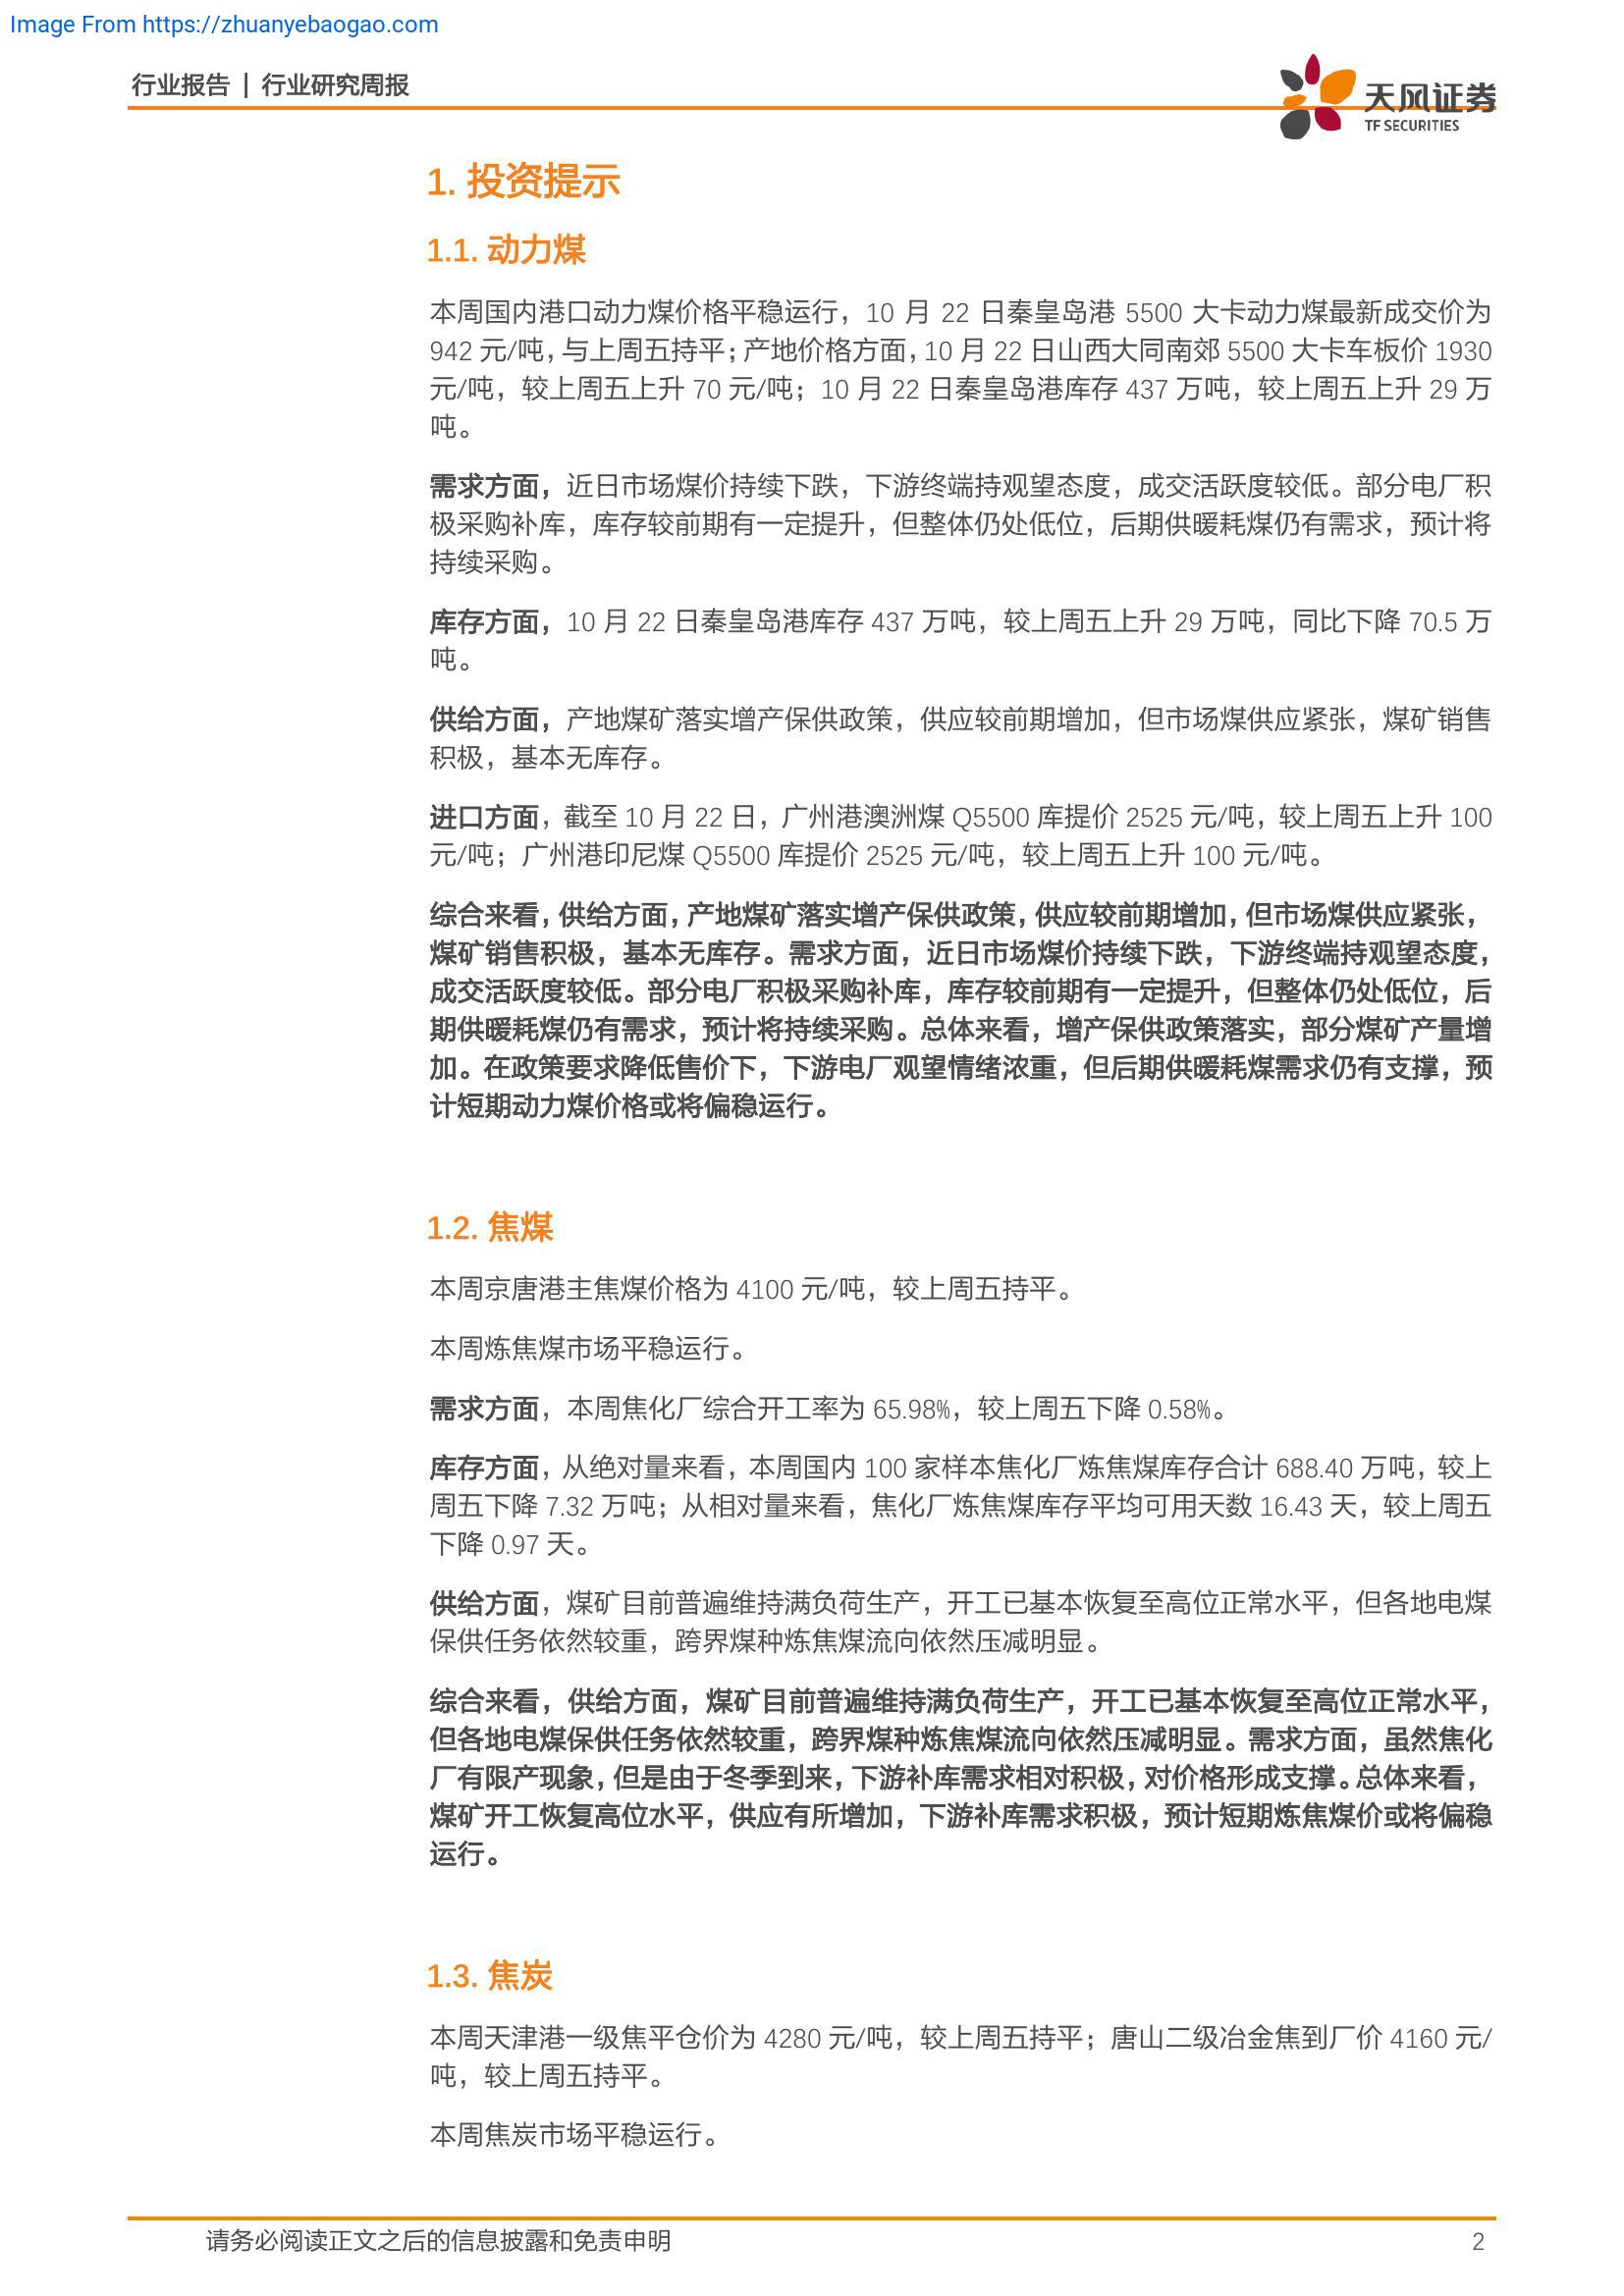 Image From https://zhuanyebaogao.com
行业报告 | 行业研究周报
天风证券
TF SECURITIES
1. 投资提示
1.1. 动力煤
本周国内港口动力煤价格平稳运行，10 月 22 日秦皇岛港 5500 大卡动力煤最新成交价为
942 元/吨，与上周五持平；产地价格方面，10 月 22 日山西大同南郊 5500 大卡车板价 1930
元/吨，较上周五上升 70 元/吨；10 月 22 日秦皇岛港库存 437 万吨，较上周五上升 29 万
吨。
需求方面，近日市场煤价持续下跌，下游终端持观望态度，成交活跃度较低。部分电厂积
极采购补库，库存较前期有一定提升，但整体仍处低位，后期供暖耗煤仍有需求，预计将
持续采购。
库存方面，10 月 22 日秦皇岛港库存 437 万吨，较上周五上升 29 万吨，同比下降 70.5 万
吨。
供给方面，产地煤矿落实增产保供政策，供应较前期增加，但市场煤供应紧张，煤矿销售
积极，基本无库存。
进口方面，截至 10 月 22 日，广州港澳洲煤 Q5500 库提价 2525 元/吨，较上周五上升 100
元/吨；广州港印尼煤 Q5500 库提价 2525 元/吨，较上周五上升 100 元/吨。
综合来看，供给方面，产地煤矿落实增产保供政策，供应较前期增加，但市场煤供应紧张，
煤矿销售积极，基本无库存。需求方面，近日市场煤价持续下跌，下游终端持观望态度，
成交活跃度较低。部分电厂积极采购补库，库存较前期有一定提升，但整体仍处低位，后
期供暖耗煤仍有需求，预计将持续采购。总体来看，增产保供政策落实，部分煤矿产量增
加。在政策要求降低售价下，下游电厂观望情绪浓重，但后期供暖耗煤需求仍有支撑，预
计短期动力煤价格或将偏稳运行。
1.2. 焦煤
本周京唐港主焦煤价格为 4100 元/吨，较上周五持平。
本周炼焦煤市场平稳运行。
需求方面，本周焦化厂综合开工率为 65.98%，较上周五下降 0.58%。
库存方面，从绝对量来看，本周国内 100 家样本焦化厂炼焦煤库存合计 688.40 万吨，较上
周五下降 7.32 万吨；从相对量来看，焦化厂炼焦煤库存平均可用天数 16.43 天，较上周五
下降 0.97 天。
供给方面，煤矿目前普遍维持满负荷生产，开工已基本恢复至高位正常水平，但各地电煤
保供任务依然较重，跨界煤种炼焦煤流向依然压减明显。
综合来看，供给方面，煤矿目前普遍维持满负荷生产，开工已基本恢复至高位正常水平，
但各地电煤保供任务依然较重，跨界煤种炼焦煤流向依然压减明显。需求方面，虽然焦化
厂有限产现象，但是由于冬季到来，下游补库需求相对积极，对价格形成支撑。总体来看，
煤矿开工恢复高位水平，供应有所增加，下游补库需求积极，预计短期炼焦煤价或将偏稳
运行。
1.3. 焦炭
本周天津港一级焦平仓价为 4280 元/吨，较上周五持平；唐山二级冶金焦到厂价 4160 元/
吨，较上周五持平。
本周焦炭市场平稳运行。
请务必阅读正文之后的信息披露和免责申明
2